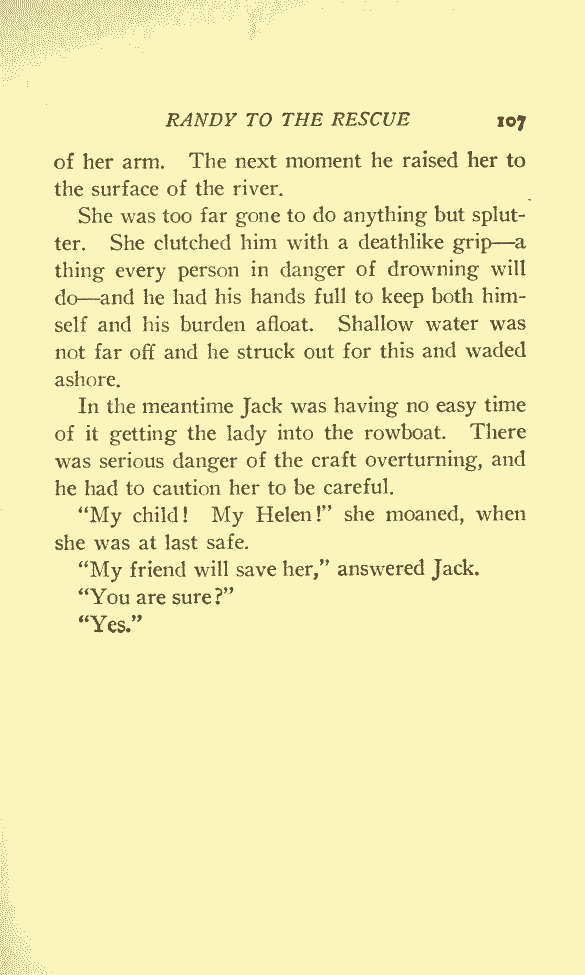 RANDY TO THE RESCUE 107
of her arm. The next moment he raised her to
the surface of the river.
She was too far gone to do anything but splut-
ter. She clutched him with a deathlike grip—a
thing every person in danger of drowning will
do—and he had his hands full to keep both him-
self and his burden afloat. Shallow water was
not far off and he struck out for this and waded
ashore.
In the meantime Jack was having no easy time
of it getting the lady into the rowboat. There
was serious danger of the craft overturning, and
he had to caution her to be careful.
“My child! My Helen!” she moaned, when
she was at last safe.
“My friend will save her,” answered Jack.
“You are sure?”
“Yes.”